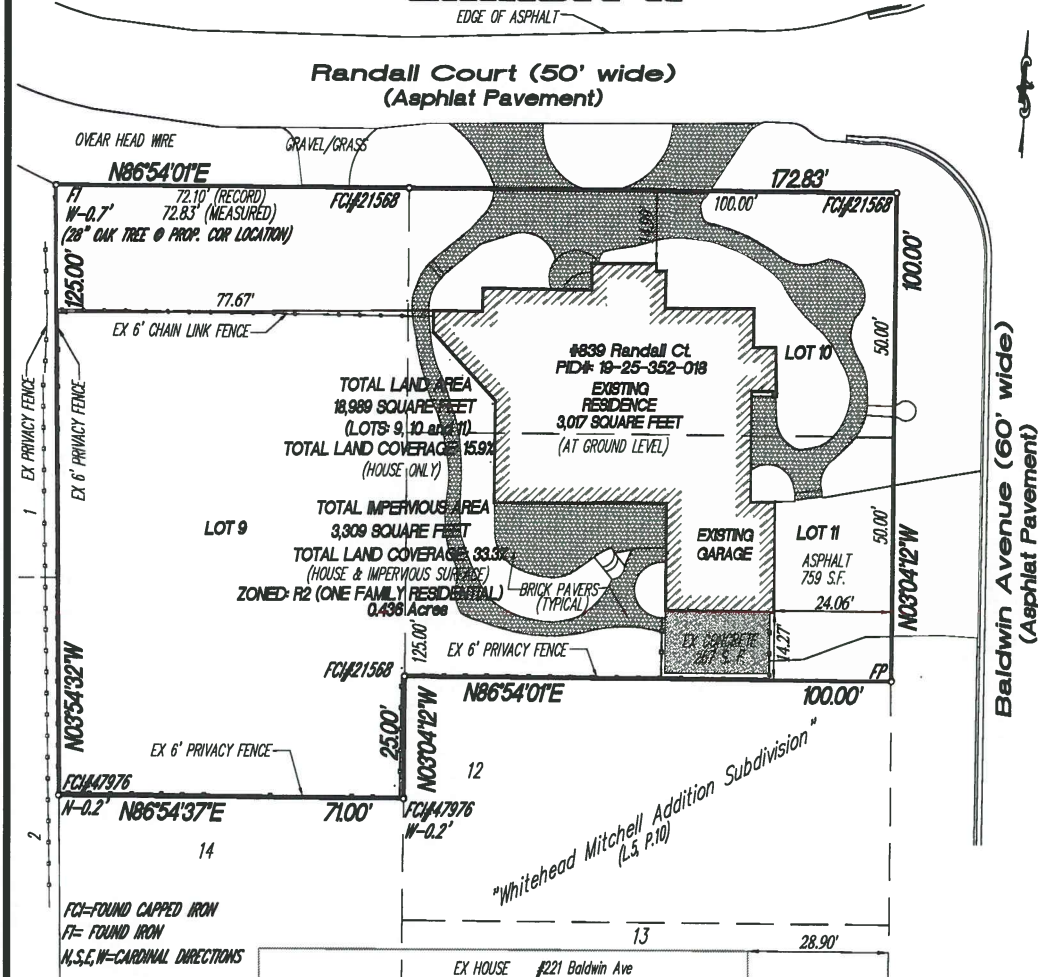 EDGE OF ASPHALT
Randall Court (50' wide)
(Asphlat Pavement)
OVEAR HEAD WIRE
GRAVEL/GRASS
N86°54'01"E
172.83'
FI
72.10' (RECORD)
FCI#21568
100.00'
FCI#21568
W-0.7'
72.83' (MEASURED)
(28" OAK TREE @ PROP. COR LOCATION)
125.00'
100.00'
77.67'
EX 6' CHAIN LINK FENCE
50.00'
#839 Randall Ct.
PID#: 19-25-352-018
LOT 10
EXISTING
RESIDENCE
3,017 SQUARE FEET
(AT GROUND LEVEL)
EX PRIVACY FENCE
EX 6' PRIVACY FENCE
TOTAL LAND AREA
18,989 SQUARE FEET
(LOTS: 9, 10 and 11)
TOTAL LAND COVERAGE: 15.9%
(HOUSE ONLY)
Baldwin Avenue (60' wide)
(Asphalt Pavement)
1
LOT 9
TOTAL IMPERVIOUS AREA
3,309 SQUARE FEET
TOTAL LAND COVERAGE: 33.3%
(HOUSE & IMPERVIOUS SURFACE)
ZONED: R2 (ONE FAMILY RESIDENTIAL)
0.436 Acres
EXISTING
GARAGE
LOT 11
ASPHALT
759 S.F.
50.00'
N03°04'12"W
24.06'
BRICK PAVERS
(TYPICAL)
125.00'
EX 6' PRIVACY FENCE
EX CONCRETE
267 S.F.
14.27'
FCI#21568
FP
N86°54'01"E
100.00'
N03°54'32"W
25.00'
N03°04'12"W
EX 6' PRIVACY FENCE
12
FCI#47976
N-0.2'
N86°54'37"E
71.00'
FCI#47976
W-0.2'
2
14
"Whitehead Mitchell Addition Subdivision"
(L.5, P.10)
FCI=FOUND CAPPED IRON
FI= FOUND IRON
N,S,E,W=CARDINAL DIRECTIONS
13
28.90'
EX HOUSE #221 Baldwin Ave